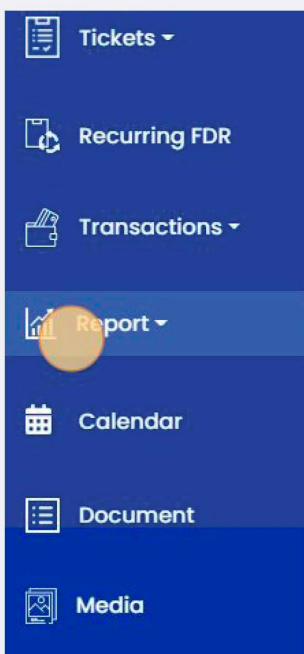 Tickets
Recurring FDR
Transactions
Report
Calendar
Document
Media